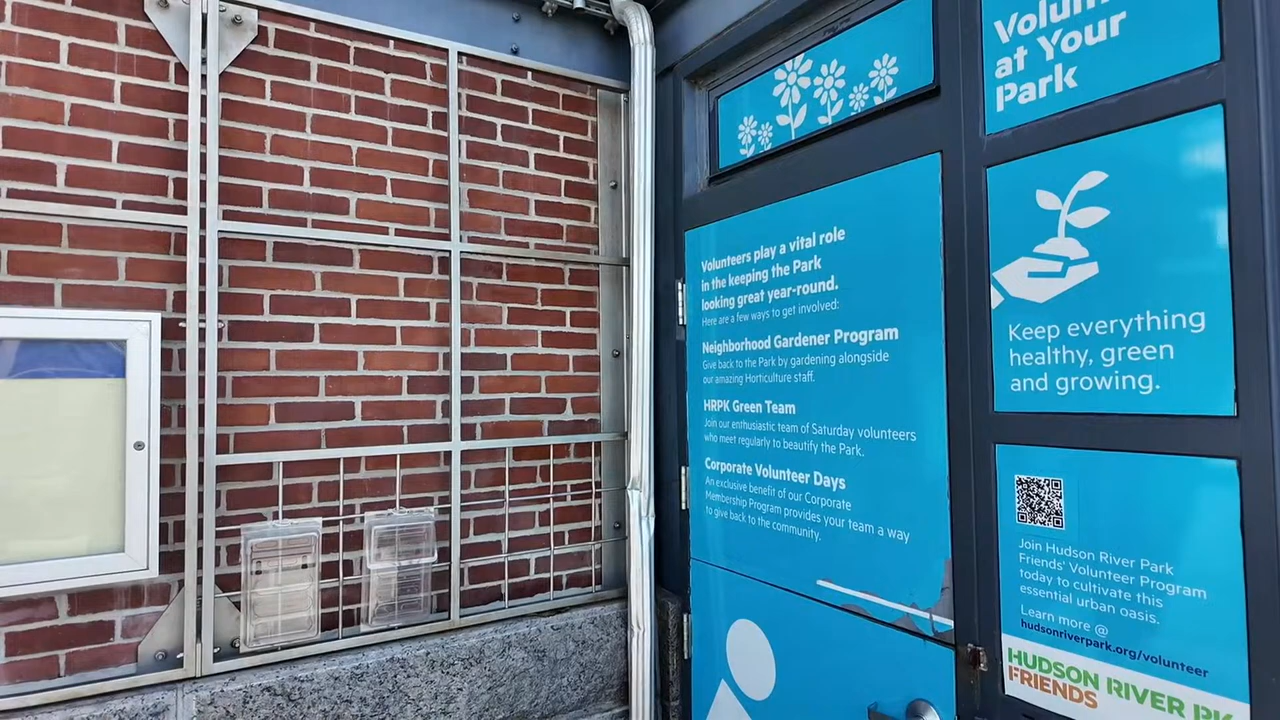 Volunteers play a vital role
in the keeping the Park
looking great year-round.
Here are a few ways to get involved:
Neighborhood Gardener Program
Give back to the Park by gardening alongside
our amazing Horticulture staff.
HRPK Green Team
Join our enthusiastic team of Saturday volunteers
who meet regularly to beautify the Park.
Corporate Volunteer Days
An exclusive benefit of our Corporate
Membership Program provides your team a way
to give back to the community.
at Your
Park
Keep everything
healthy, green
and growing.
Join Hudson River Park
Friends' Volunteer Program
today to cultivate this
essential urban oasis.
Learn more @
hudsonriverpark.org/volunteer
HUDSON RIVER
FRIENDS